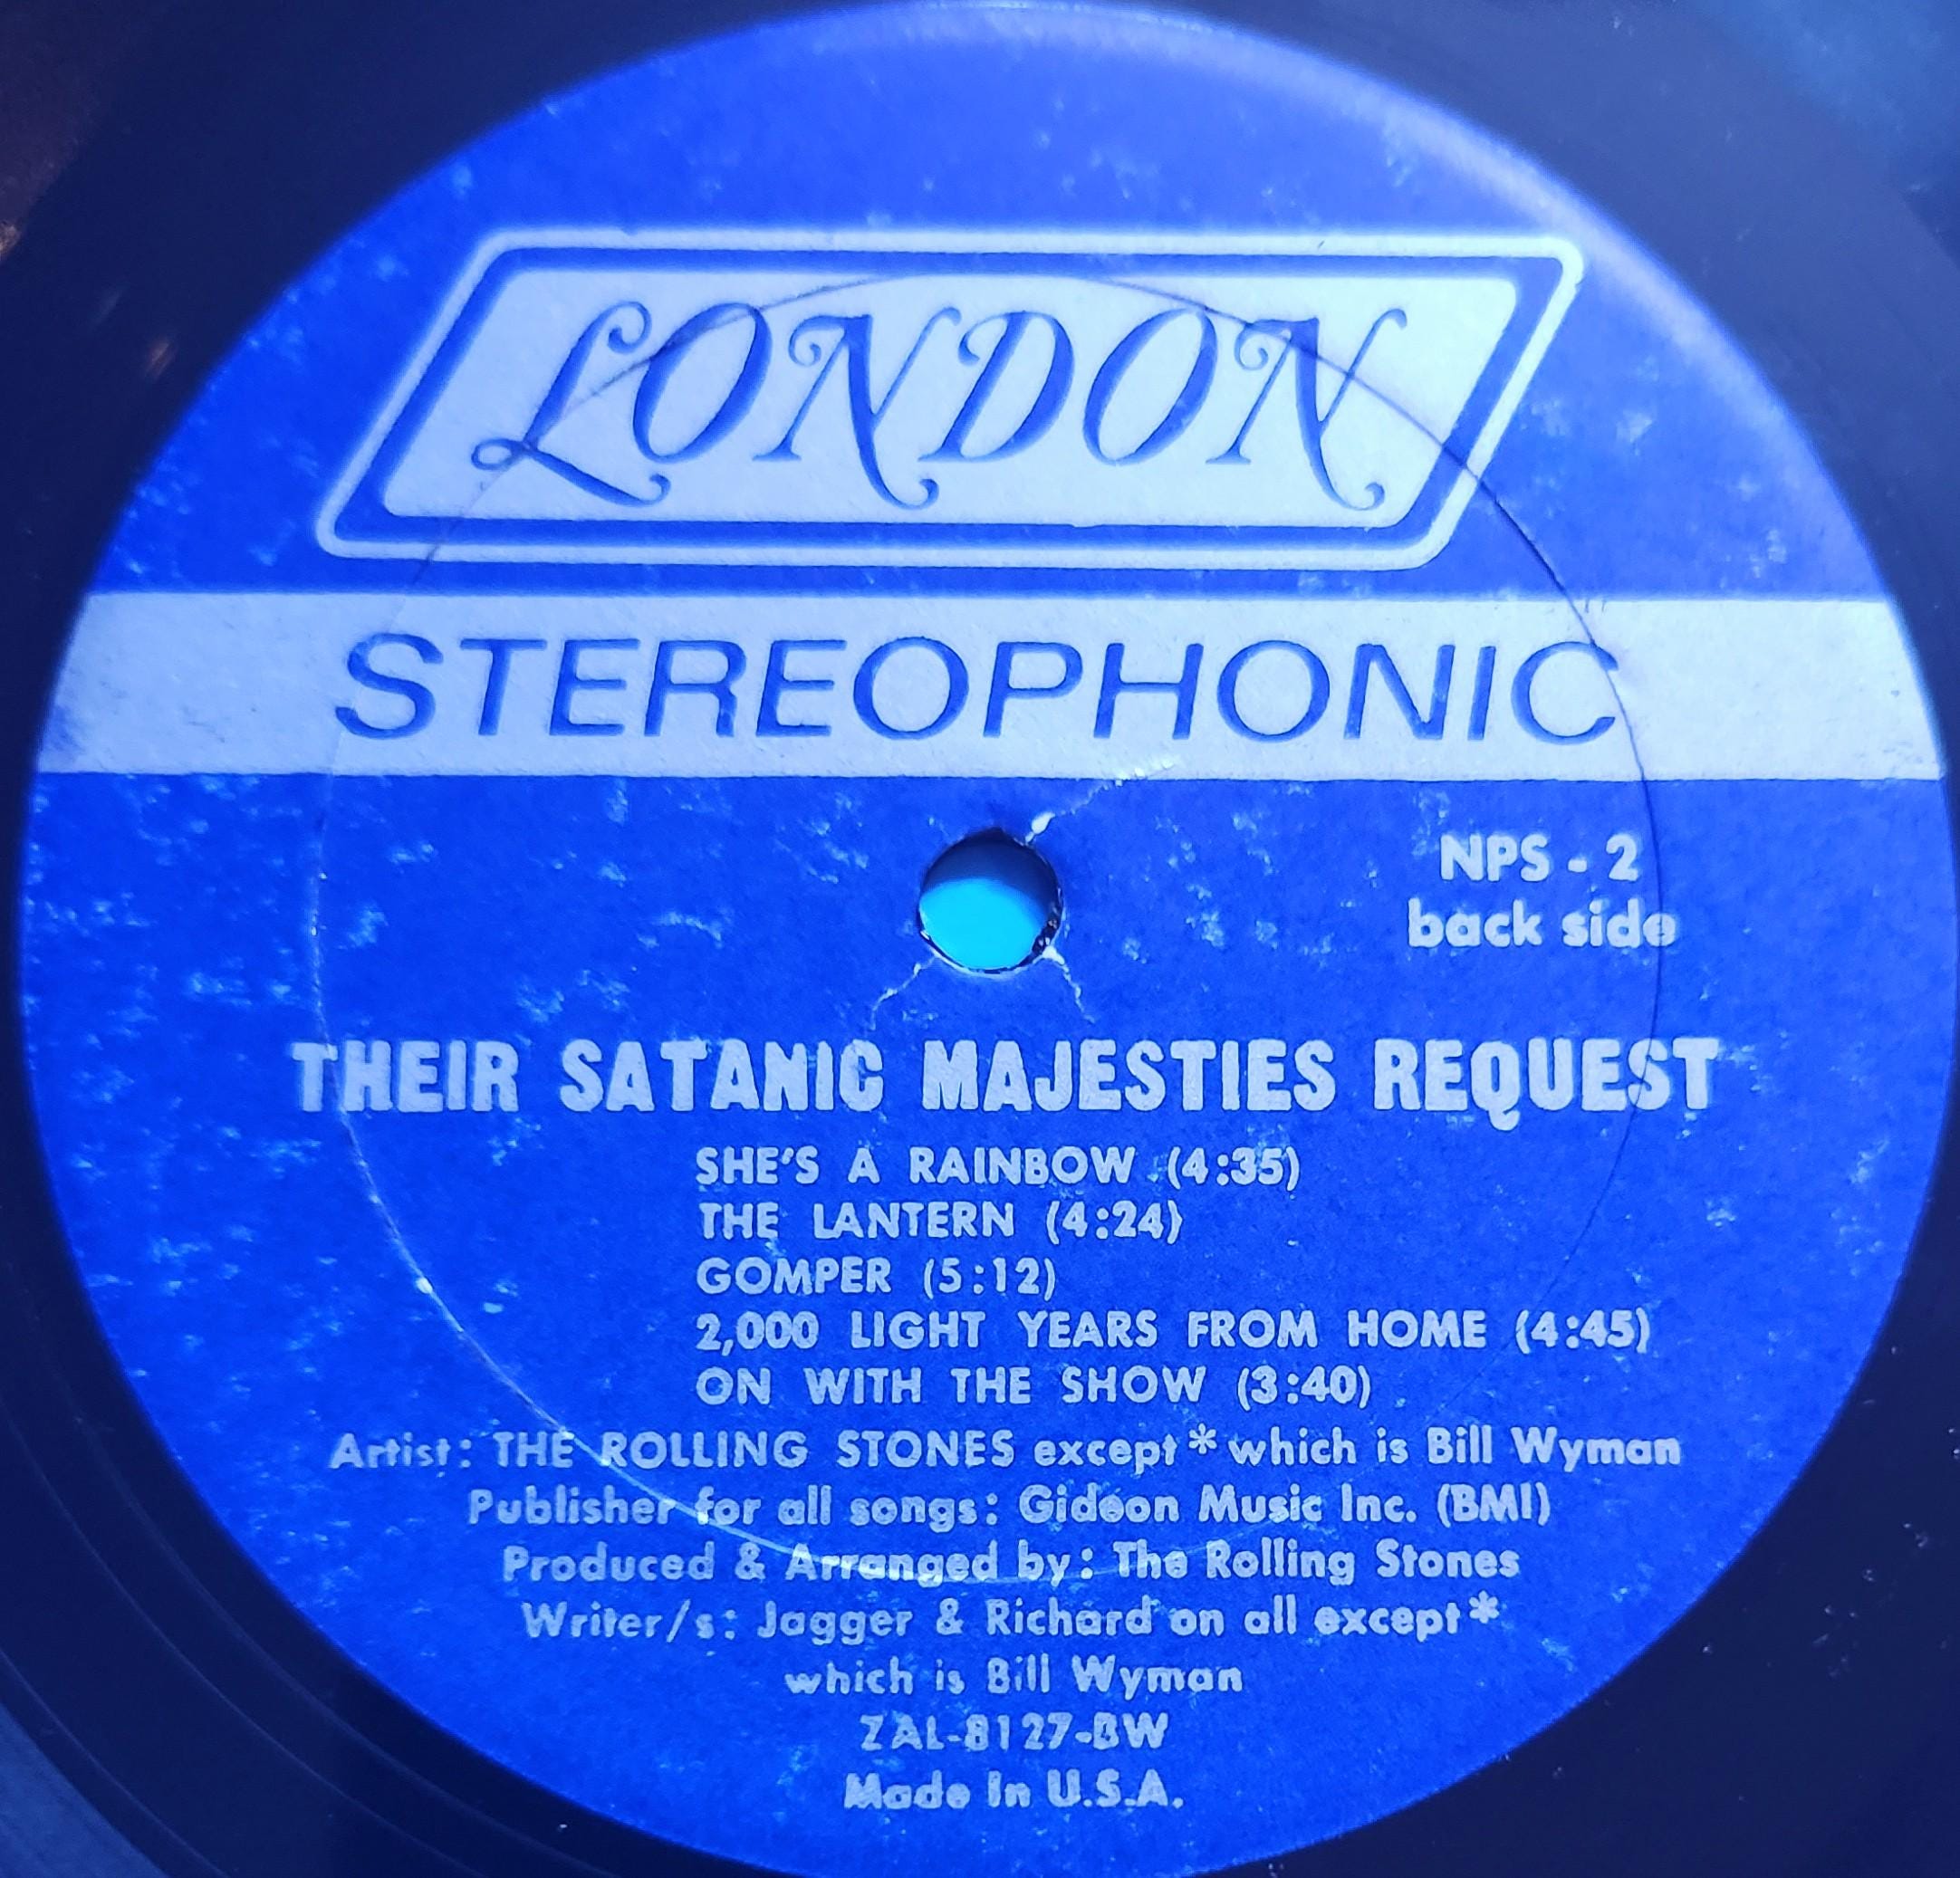 LONDON
STEREOPHONIC
NPS - 2
back side
THEIR SATANIC MAJESTIES REQUEST
SHE'S A RAINBOW (4:35)
THE LANTERN (4:24)
GOMPER (5:12)
2,000 LIGHT YEARS FROM HOME (4:45)
ON WITH THE SHOW (3:40)
Artist: THE ROLLING STONES except * which is Bill Wyman
Publisher for all songs: Gideon Music Inc. (BMI)
Produced & Arranged by: The Rolling Stones
Writer/s: Jagger & Richard on all except *
which is Bill Wyman
ZAL-8127-BW
Made In U.S.A.